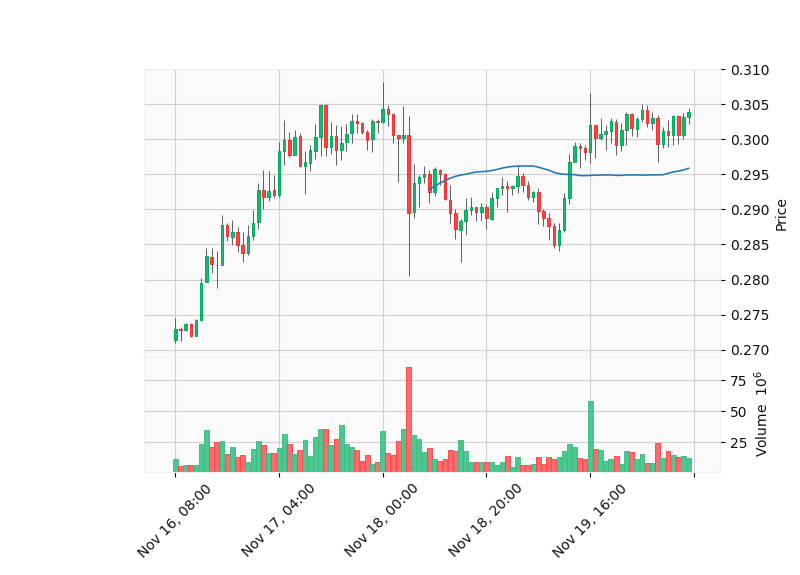 0.310
0.305
0.300
0.295
0.290
0.285
0.280
0.275
0.270
Price
75
50
25
Volume 10^6
Nov 16, 08:00
Nov 17, 04:00
Nov 18, 00:00
Nov 18, 20:00
Nov 19, 16:00